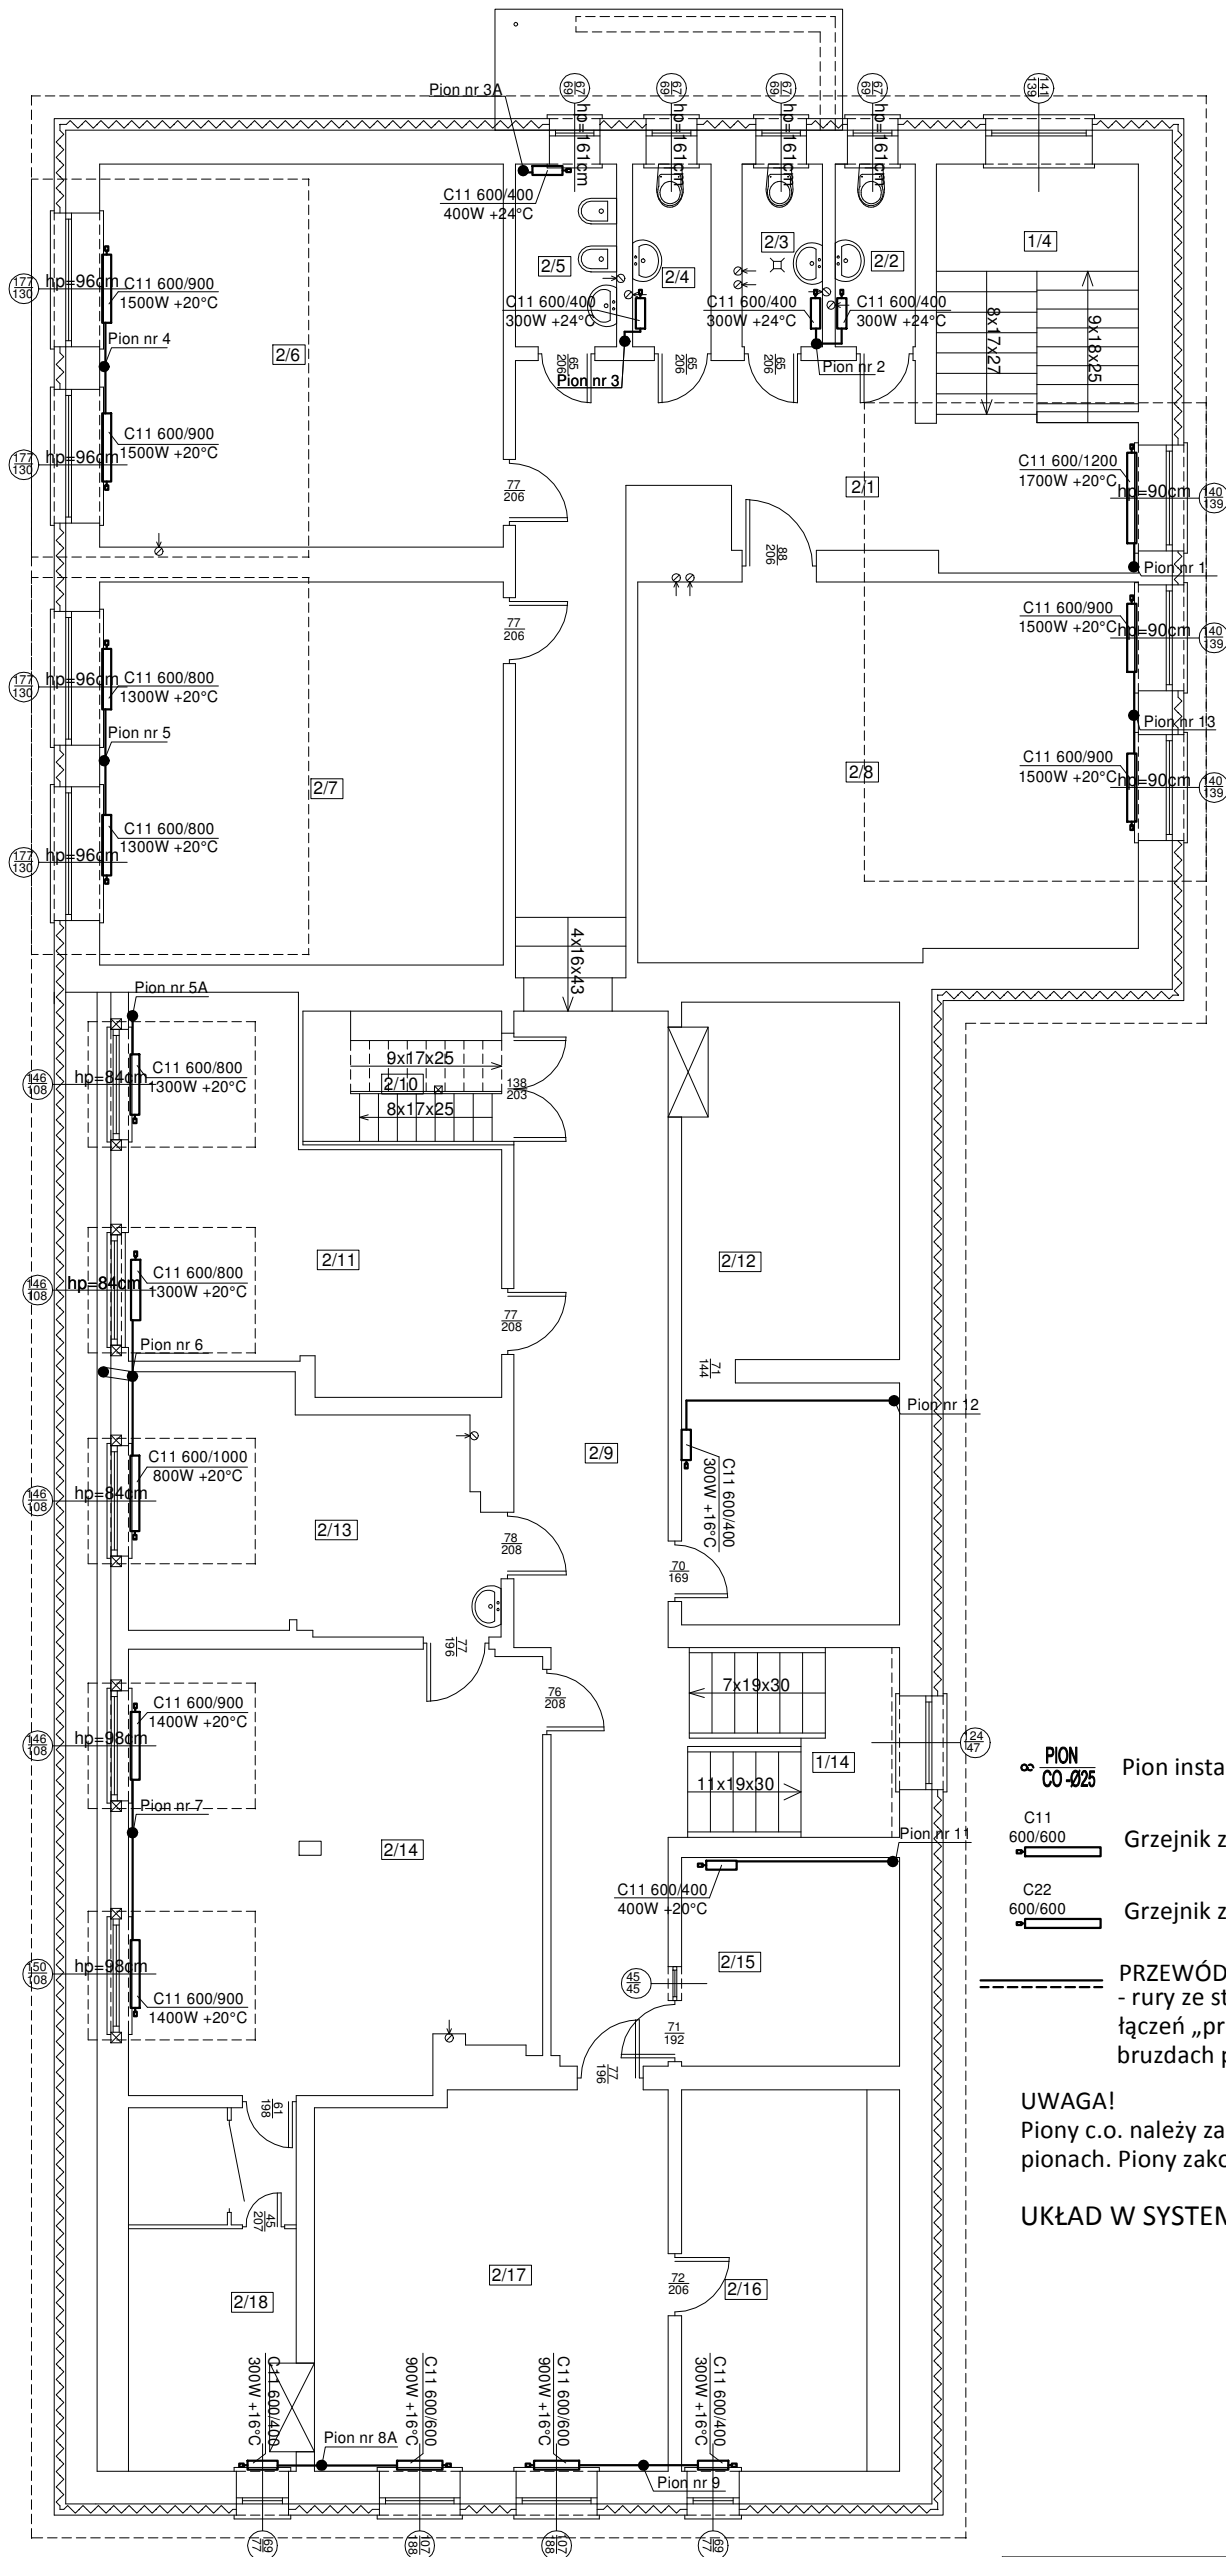 Pion nr 3A
67
69
hp=161cm
67
69
hp=161cm
67
69
hp=161cm
67
69
hp=161cm
141
139
C11 600/400
400W +24°C
2/5
2/4
2/3
2/2
1/4
177
130
hp=96cm
C11 600/900
1500W +20°C
Pion nr 4
2/6
C11 600/400
300W +24°C
C11 600/400
300W +24°C
C11 600/400
300W +24°C
8x17x27
9x18x25
65
206
Pion nr 3
65
206
65
206
Pion nr 2
65
206
177
130
hp=96cm
C11 600/900
1500W +20°C
77
206
2/1
C11 600/1200
1700W +20°C
hp=90cm
140
139
88
206
Pion nr 1
77
206
C11 600/900
1500W +20°C
hp=90cm
140
139
177
130
hp=96cm
C11 600/800
1300W +20°C
Pion nr 5
Pion nr 13
2/7
2/8
C11 600/900
1500W +20°C
hp=90cm
140
139
177
130
hp=96cm
C11 600/800
1300W +20°C
4x16x43
Pion nr 5A
146
108
hp=84cm
C11 600/800
1300W +20°C
9x17x25
2/10
8x17x25
138
203
2/11
2/12
146
108
hp=84cm
C11 600/800
1300W +20°C
77
208
Pion nr 6
71
144
Pion nr 12
2/9
146
108
hp=84cm
C11 600/1000
800W +20°C
C11 600/400
300W +16°C
2/13
78
208
70
169
77
196
76
208
7x19x30
146
108
hp=98cm
C11 600/900
1400W +20°C
124
47
1/14
11x19x30
Pion nr 7
2/14
Pion nr 11
C11 600/400
400W +20°C
2/15
150
108
hp=98cm
C11 600/900
1400W +20°C
45
45
71
192
77
196
61
198
45
207
2/18
2/17
72
206
2/16
C11 600/400
300W +16°C
C11 600/600
900W +16°C
C11 600/600
900W +16°C
C11 600/400
300W +16°C
Pion nr 8A
Pion nr 9
69
77
107
188
107
188
69
77
PION
CO -Ø25
Pion insta
C11
600/600
Grzejnik z
C22
600/600
Grzejnik z
PRZEWÓD
- rury ze st
łączeń „pr
bruzdach p
UWAGA!
Piony c.o. należy za
pionach. Piony zako
UKŁAD W SYSTEM